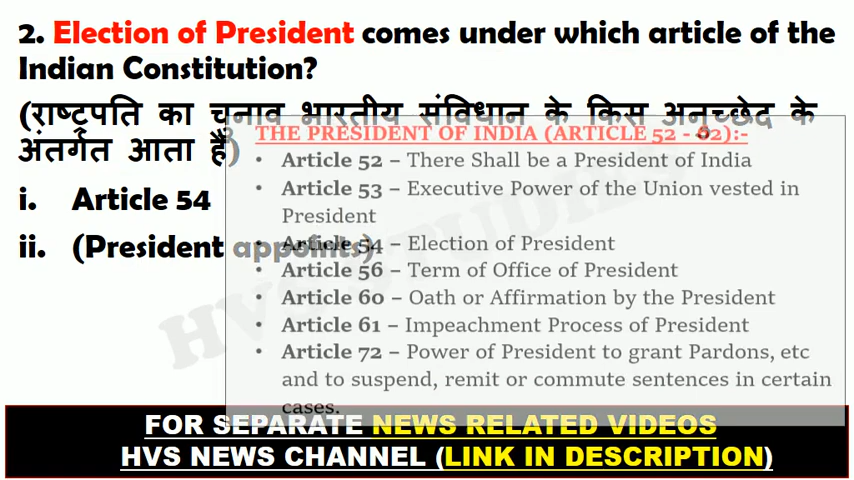 2. Election of President comes under which article of the
Indian Constitution?
(राष्ट्रपति का चुनाव भारतीय संविधान के किस अनुच्छेद के
अंतर्गत आता है)
THE PRESIDENT OF INDIA (ARTICLE 52 - 62):-
• Article 52 – There Shall be a President of India
• Article 53 – Executive Power of the Union vested in
President
• Article 54 – Election of President
• Article 56 – Term of Office of President
• Article 60 – Oath or Affirmation by the President
• Article 61 – Impeachment Process of President
• Article 72 – Power of President to grant Pardons, etc
and to suspend, remit or commute sentences in certain
cases.
i. Article 54
ii. (President appoints)
HVS STUDIES
FOR SEPARATE NEWS RELATED VIDEOS
HVS NEWS CHANNEL (LINK IN DESCRIPTION)